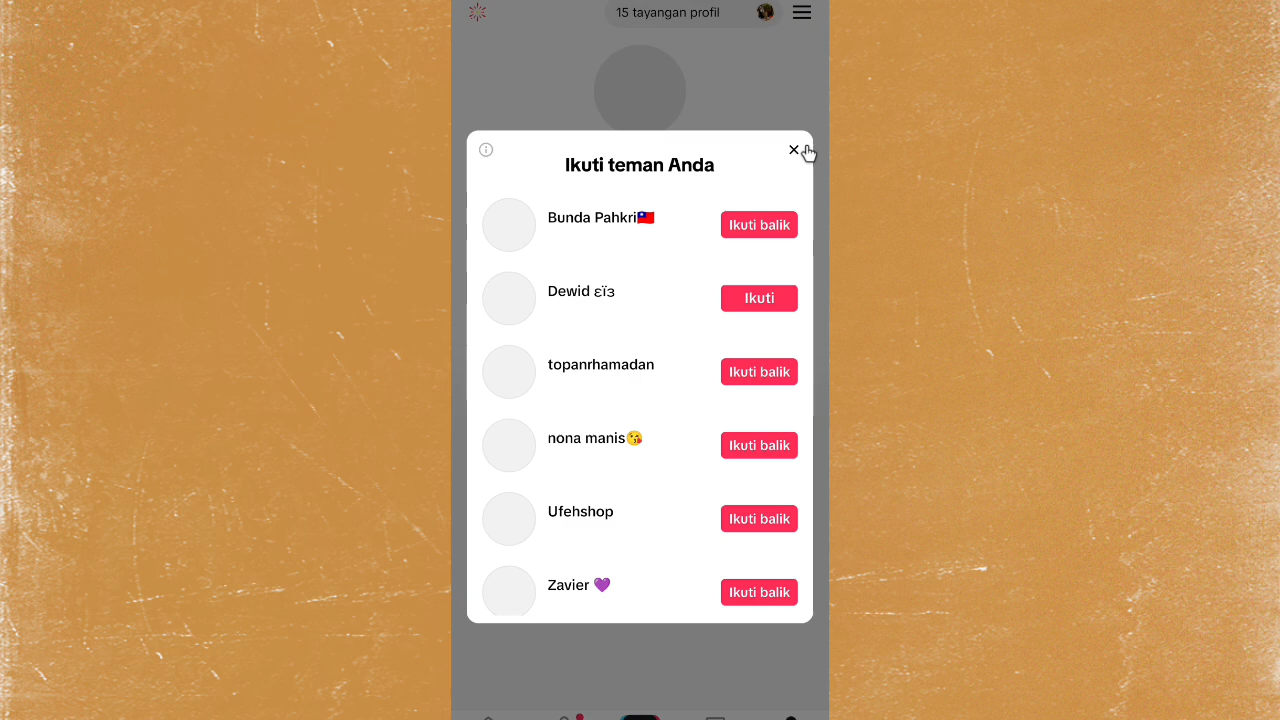 15 tayangan profil
Ikuti teman Anda
Bunda Pahkri🇹🇼
Ikuti balik
Dewid εïз
Ikuti
topanrhamadan
Ikuti balik
nona manis😘
Ikuti balik
Ufehshop
Ikuti balik
Zavier 💜
Ikuti balik